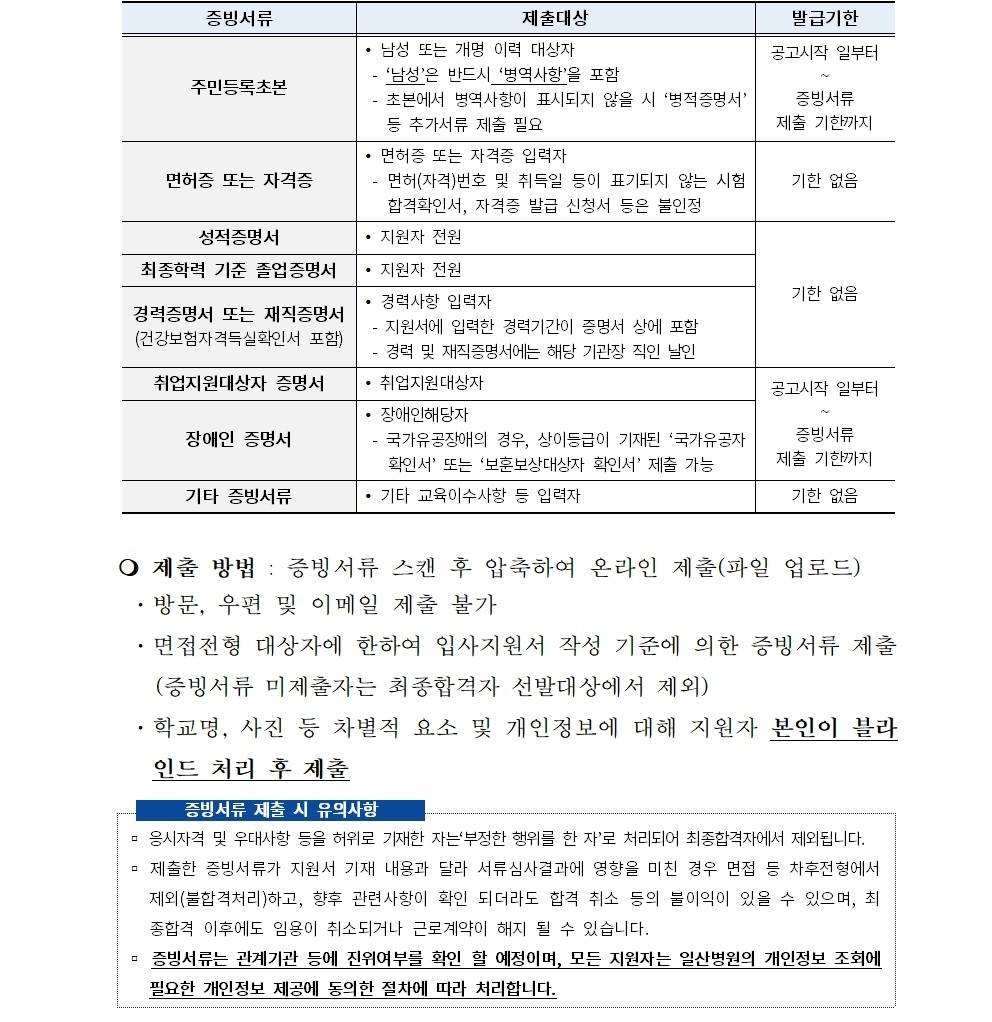 증빙서류 제출대상 발급기한
주민등록초본
• 남성 또는 개명 이력 대상자
- ‘남성’은 반드시 ‘병역사항’을 포함
- 초본에서 병역사항이 표시되지 않을 시 ‘병적증명서’
등 추가서류 제출 필요
공고시작 일부터
~
증빙서류
제출 기한까지
면허증 또는 자격증
• 면허증 또는 자격증 입력자
- 면허(자격)번호 및 취득일 등이 표기되지 않는 시험
합격확인서, 자격증 발급 신청서 등은 불인정
기한 없음
성적증명서 • 지원자 전원
최종학력 기준 졸업증명서 • 지원자 전원
기한 없음
경력증명서 또는 재직증명서
(건강보험자격득실확인서 포함)
• 경력사항 입력자
- 지원서에 입력한 경력기간이 증명서 상에 포함
- 경력 및 재직증명서에는 해당 기관장 직인 날인
취업지원대상자 증명서 • 취업지원대상자
공고시작 일부터
~
증빙서류
제출 기한까지
장애인 증명서
• 장애인해당자
- 국가유공장애의 경우, 상이등급이 기재된 ‘국가유공자
확인서’ 또는 ‘보훈보상대상자 확인서’ 제출 가능
기타 증빙서류 • 기타 교육이수사항 등 입력자 기한 없음
❍ 제출 방법 : 증빙서류 스캔 후 압축하여 온라인 제출(파일 업로드)
· 방문, 우편 및 이메일 제출 불가
· 면접전형 대상자에 한하여 입사지원서 작성 기준에 의한 증빙서류 제출
(증빙서류 미제출자는 최종합격자 선발대상에서 제외)
· 학교명, 사진 등 차별적 요소 및 개인정보에 대해 지원자 본인이 블라
인드 처리 후 제출
증빙서류 제출 시 유의사항
▫ 응시자격 및 우대사항 등을 허위로 기재한 자는‘부정한 행위를 한 자’로 처리되어 최종합격자에서 제외됩니다.
▫ 제출한 증빙서류가 지원서 기재 내용과 달라 서류심사결과에 영향을 미친 경우 면접 등 차후전형에서
제외(불합격처리)하고, 향후 관련사항이 확인 되더라도 합격 취소 등의 불이익이 있을 수 있으며, 최
종합격 이후에도 임용이 취소되거나 근로계약이 해지 될 수 있습니다.
▫ 증빙서류는 관계기관 등에 진위여부를 확인 할 예정이며, 모든 지원자는 일산병원의 개인정보 조회에
필요한 개인정보 제공에 동의한 절차에 따라 처리합니다.